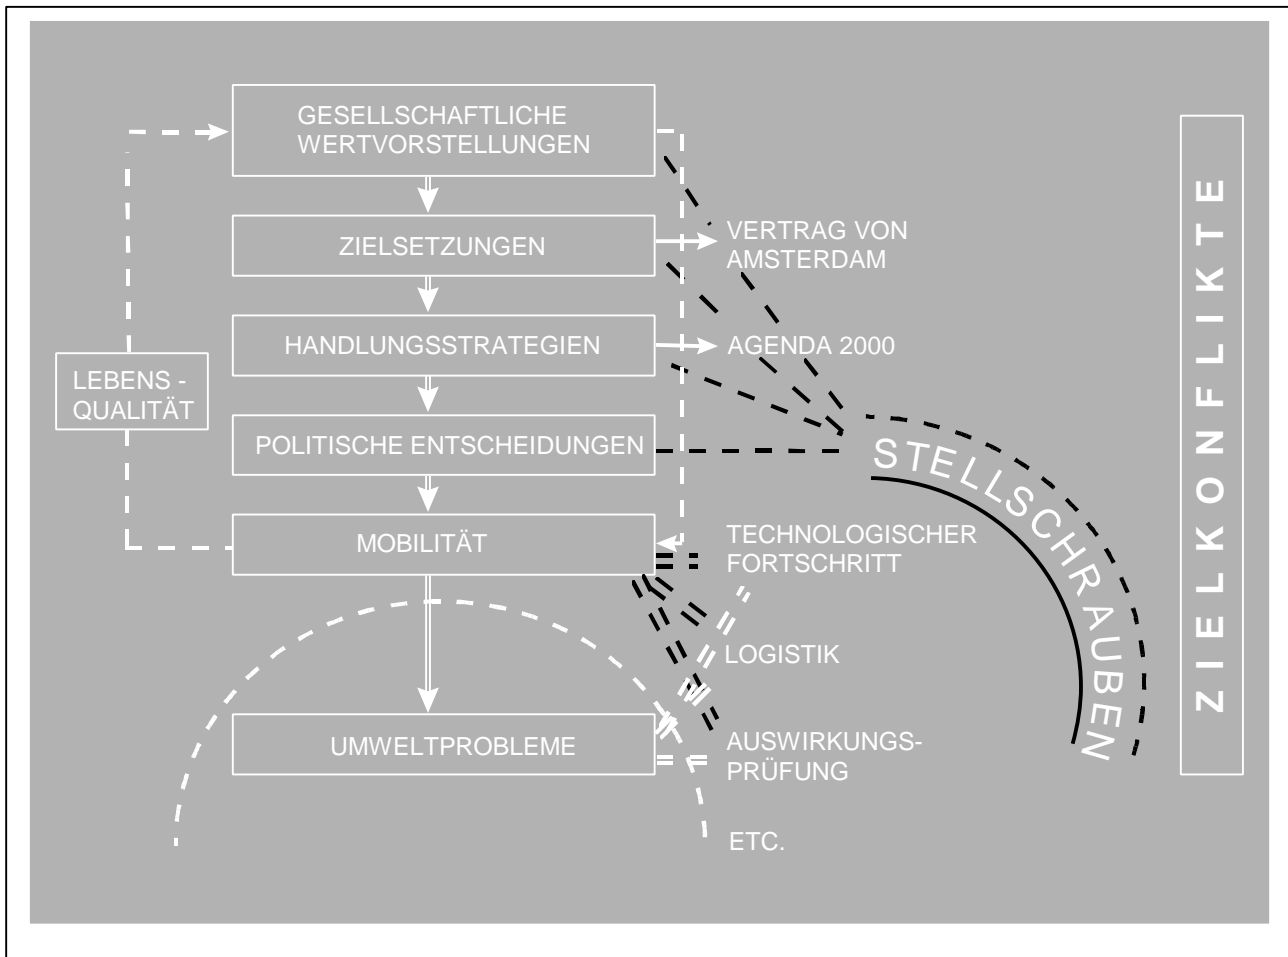 GESELLSCHAFTLICHE
WERTVORSTELLUNGEN
ZIELSETZUNGEN
VERTRAG VON
AMSTERDAM
HANDLUNGSSTRATEGIEN
AGENDA 2000
LEBENS -
QUALITÄT
POLITISCHE ENTSCHEIDUNGEN
STELLSCHRAUBEN
MOBILITÄT
TECHNOLOGISCHER
FORTSCHRITT
LOGISTIK
UMWELTPROBLEME
AUSWIRKUNGS-
PRÜFUNG
ETC.
ZIELKONFLIKTE